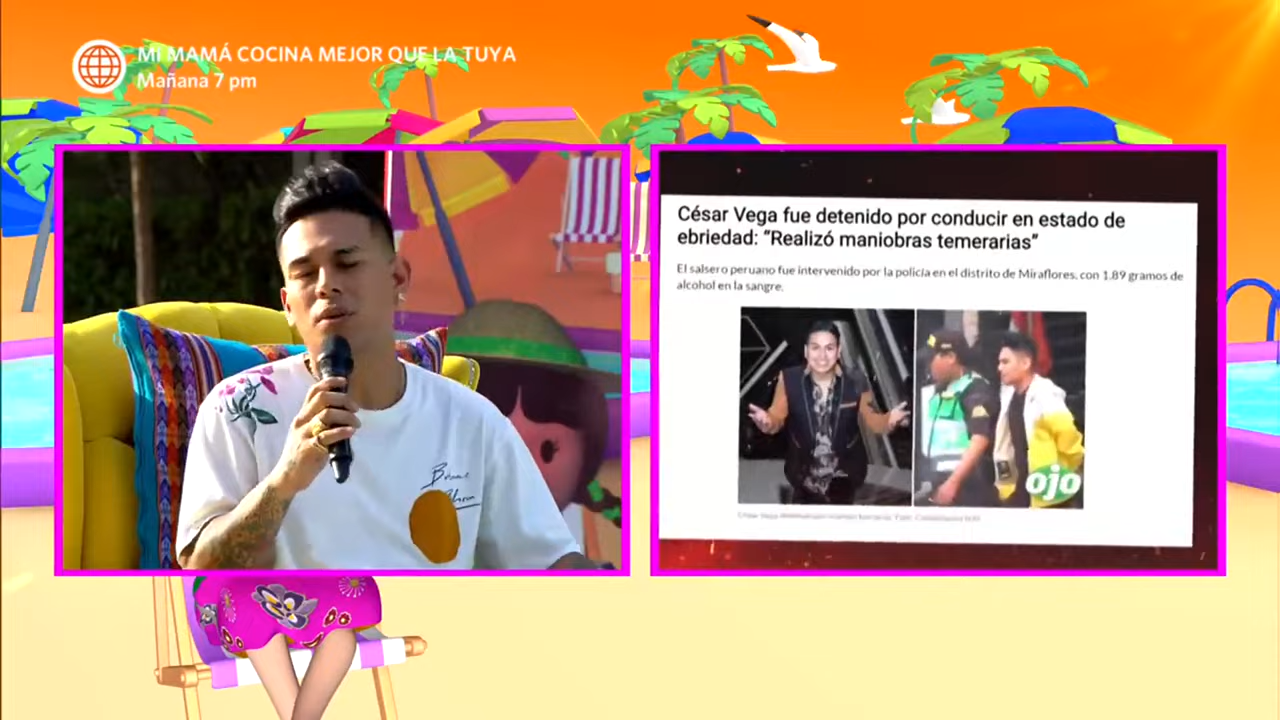 MI MAMÁ COCINA MEJOR QUE LA TUYA
Mañana 7 pm
César Vega fue detenido por conducir en estado de
ebriedad: “Realizó maniobras temerarias”
El salsero peruano fue intervenido por la policía en el distrito de Miraflores, con 1.89 gramos de
alcohol en la sangre.
ojo